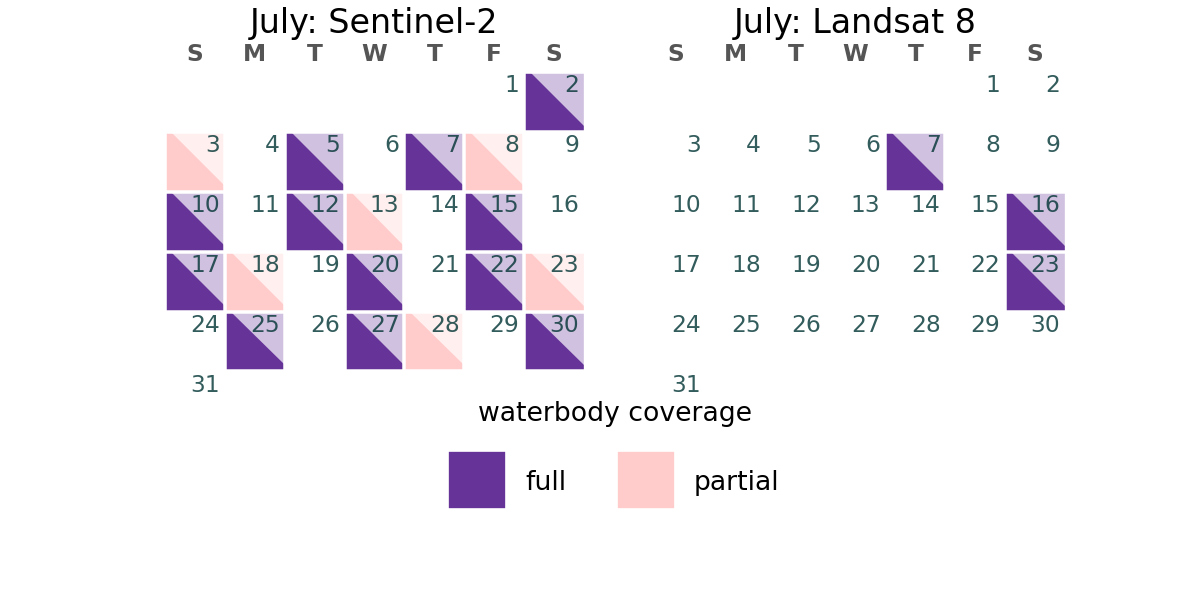 July: Sentinel-2
S M T W T F S
1 2
3 4 5 6 7 8 9
10 11 12 13 14 15 16
17 18 19 20 21 22 23
24 25 26 27 28 29 30
31
July: Landsat 8
S M T W T F S
1 2
3 4 5 6 7 8 9
10 11 12 13 14 15 16
17 18 19 20 21 22 23
24 25 26 27 28 29 30
31
waterbody coverage
full partial